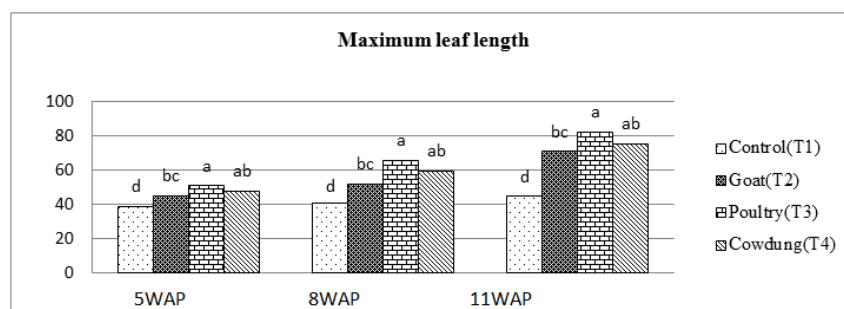 Maximum leaf length
100
80
60
40
20
0
d bc a ab
d bc a ab
d bc a ab
5WAP 8WAP 11WAP
Control(T1)
Goat(T2)
Poultry(T3)
Cowdung(T4)